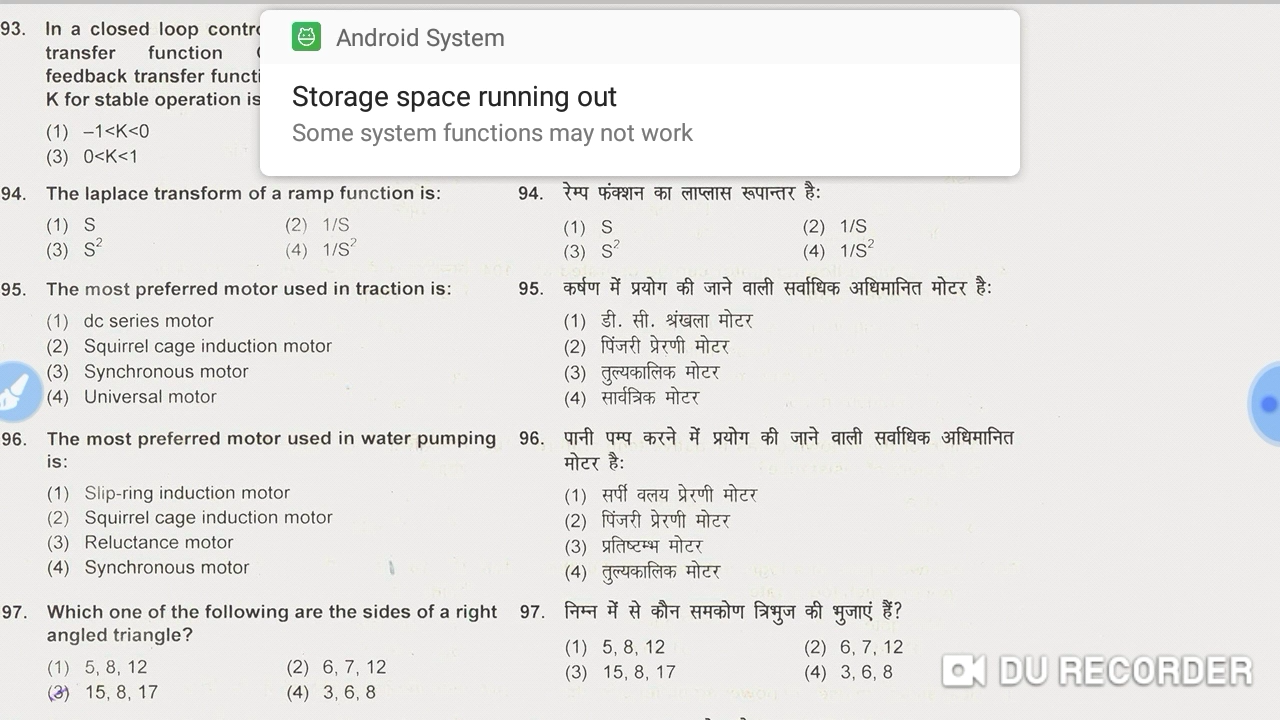 Android System
Storage space running out
Some system functions may not work
93. In a closed loop
transfer function
feedback transfer
K for stable operation is
(1) –1<K<0
(3) 0<K<1
94. The laplace transform of a ramp function is:
(1) S (2) 1/S
(3) S² (4) 1/S²
95. The most preferred motor used in traction is:
(1) dc series motor
(2) Squirrel cage induction motor
(3) Synchronous motor
(4) Universal motor
96. The most preferred motor used in water pumping
is:
(1) Slip-ring induction motor
(2) Squirrel cage induction motor
(3) Reluctance motor
(4) Synchronous motor
97. Which one of the following are the sides of a right
angled triangle?
(1) 5, 8, 12 (2) 6, 7, 12
(3) 15, 8, 17 (4) 3, 6, 8
94. रेम्प फंक्शन का लाप्लास रूपान्तर है:
(1) S (2) 1/S
(3) S² (4) 1/S²
95. कर्षण में प्रयोग की जाने वाली सर्वाधिक अधिमानित मोटर है:
(1) डी. सी. श्रंखला मोटर
(2) पिंजरी प्रेरणी मोटर
(3) तुल्यकालिक मोटर
(4) सार्वत्रिक मोटर
96. पानी पम्प करने में प्रयोग की जाने वाली सर्वाधिक अधिमानित
मोटर है:
(1) सर्पी वलय प्रेरणी मोटर
(2) पिंजरी प्रेरणी मोटर
(3) प्रतिष्टम्भ मोटर
(4) तुल्यकालिक मोटर
97. निम्न में से कौन समकोण त्रिभुज की भुजाएं हैं?
(1) 5, 8, 12 (2) 6, 7, 12
(3) 15, 8, 17 (4) 3, 6, 8
DU RECORDER